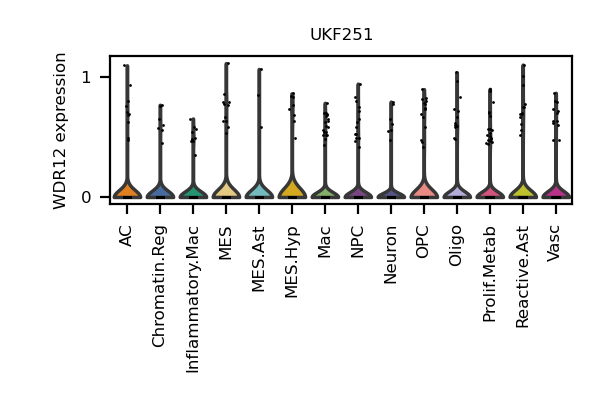 UKF251
WDR12 expression
1
0
AC
Chromatin.Reg
Inflammatory.Mac
MES
MES.Ast
MES.Hyp
Mac
NPC
Neuron
OPC
Oligo
Prolif.Metab
Reactive.Ast
Vasc